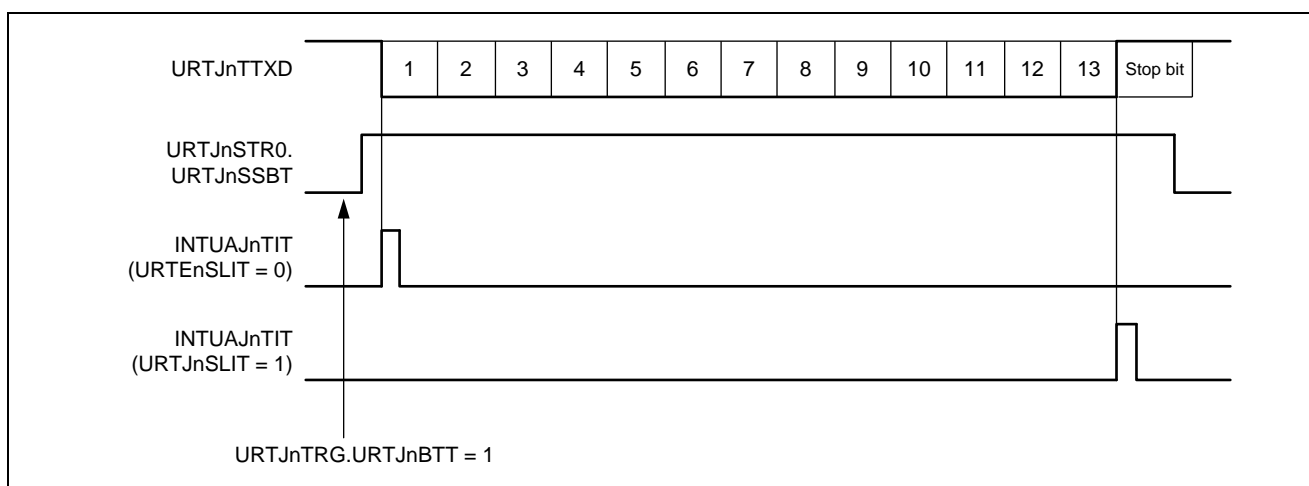 URTJnTTXD
1 2 3 4 5 6 7 8 9 10 11 12 13 Stop bit
URTJnSTR0.
URTJnSSBT
INTUAJnTIT
(URTEnSLIT = 0)
INTUAJnTIT
(URTJnSLIT = 1)
URTJnTRG.URTJnBTT = 1